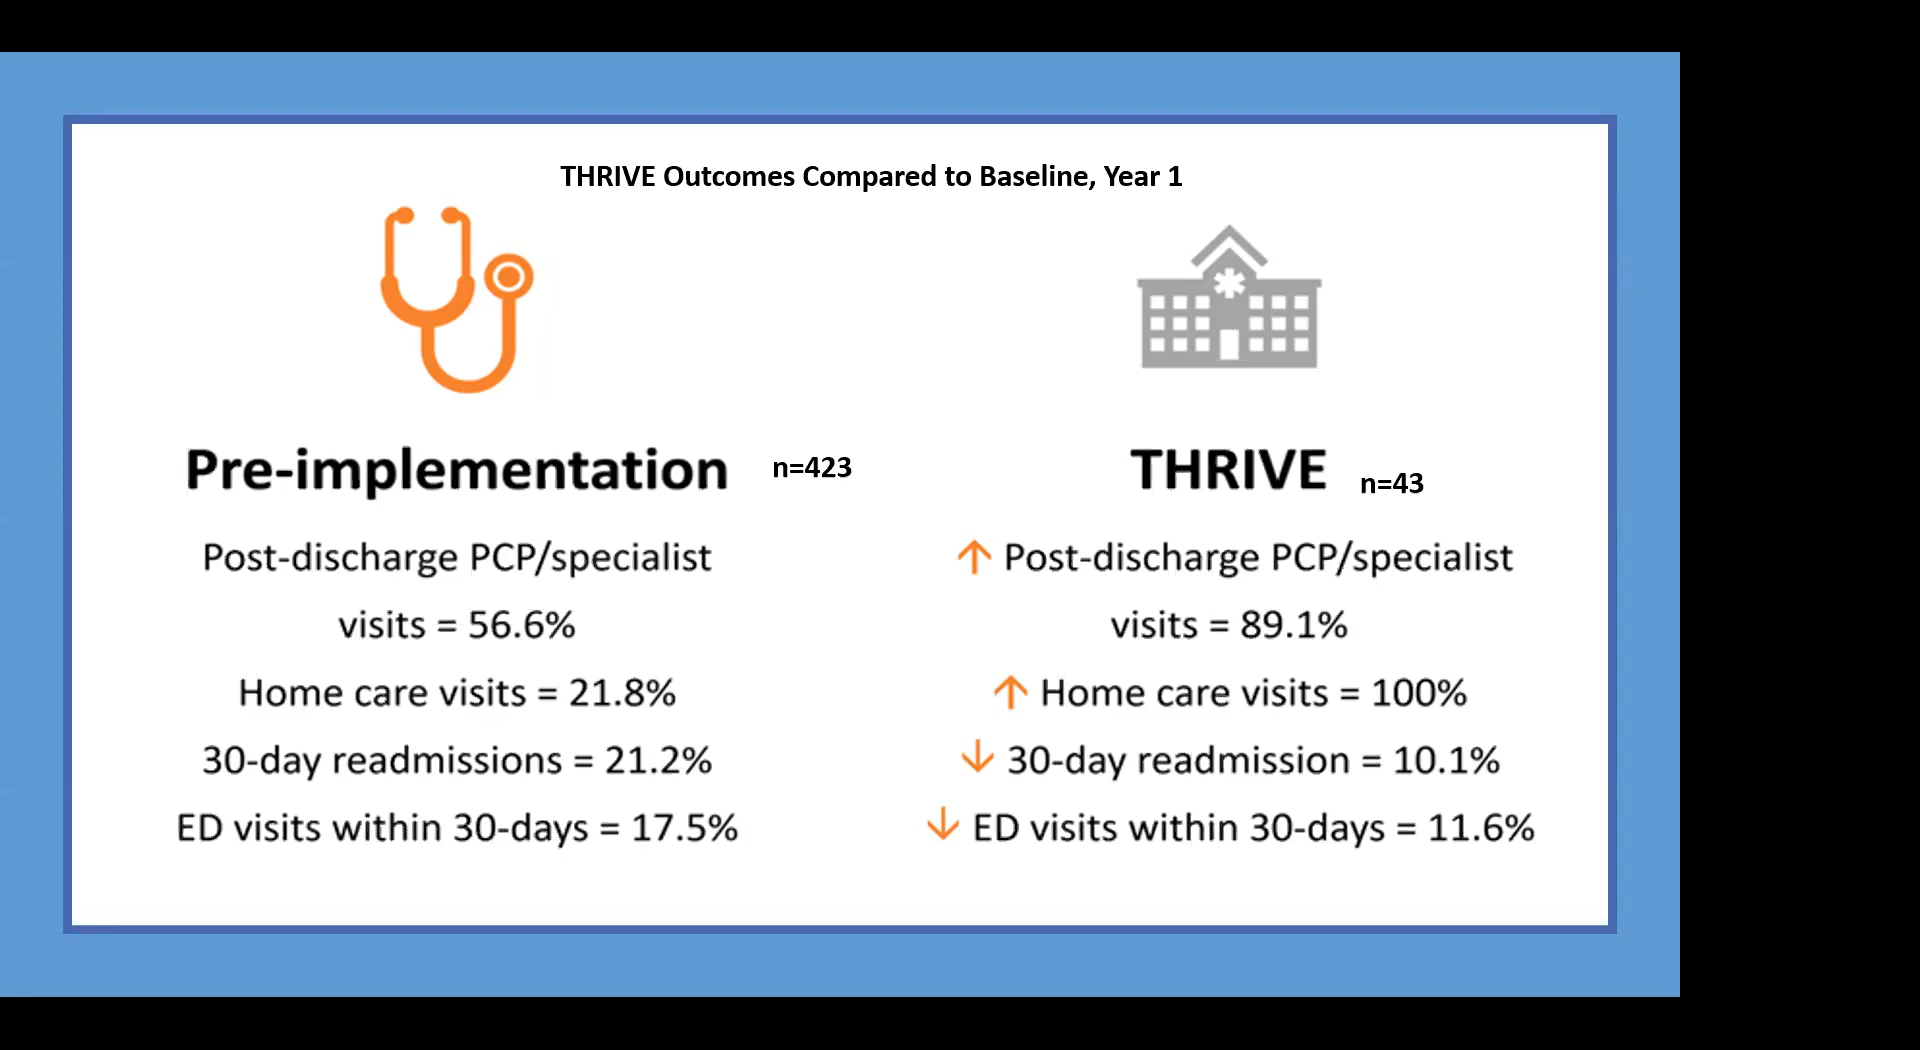 THRIVE Outcomes Compared to Baseline, Year 1
Pre-implementation n=423
Post-discharge PCP/specialist
visits = 56.6%
Home care visits = 21.8%
30-day readmissions = 21.2%
ED visits within 30-days = 17.5%
THRIVE n=43
↑ Post-discharge PCP/specialist
visits = 89.1%
↑ Home care visits = 100%
↓ 30-day readmission = 10.1%
↓ ED visits within 30-days = 11.6%